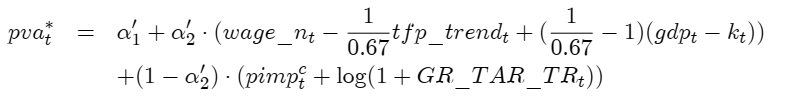 pva*_t = α′_1 + α′_2 · (wage_n_t − 1/0.67 tfp_trend_t + (1/0.67 − 1)(gdp_t − k_t))
+(1 − α′_2) · (pimp^c_t + log(1 + GR_TAR_TR_t))